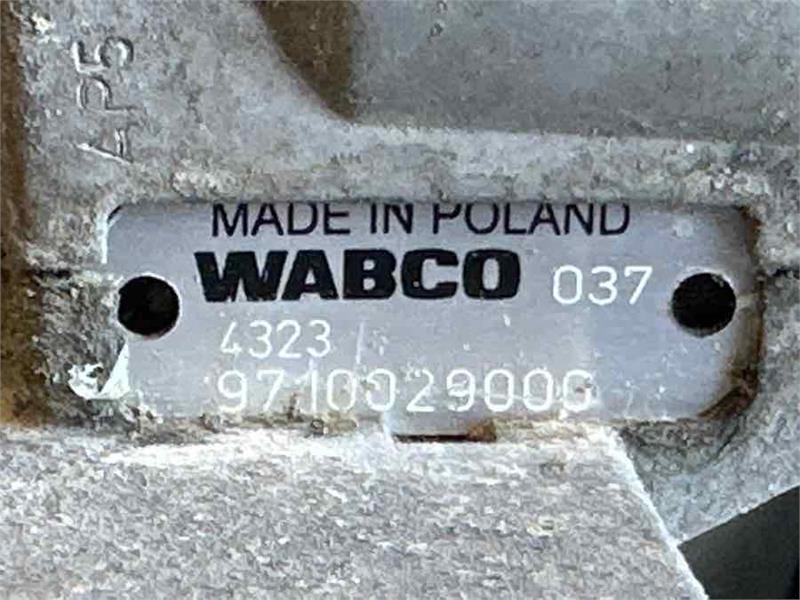 AP5
MADE IN POLAND
WABCO 037
4323
9710029000